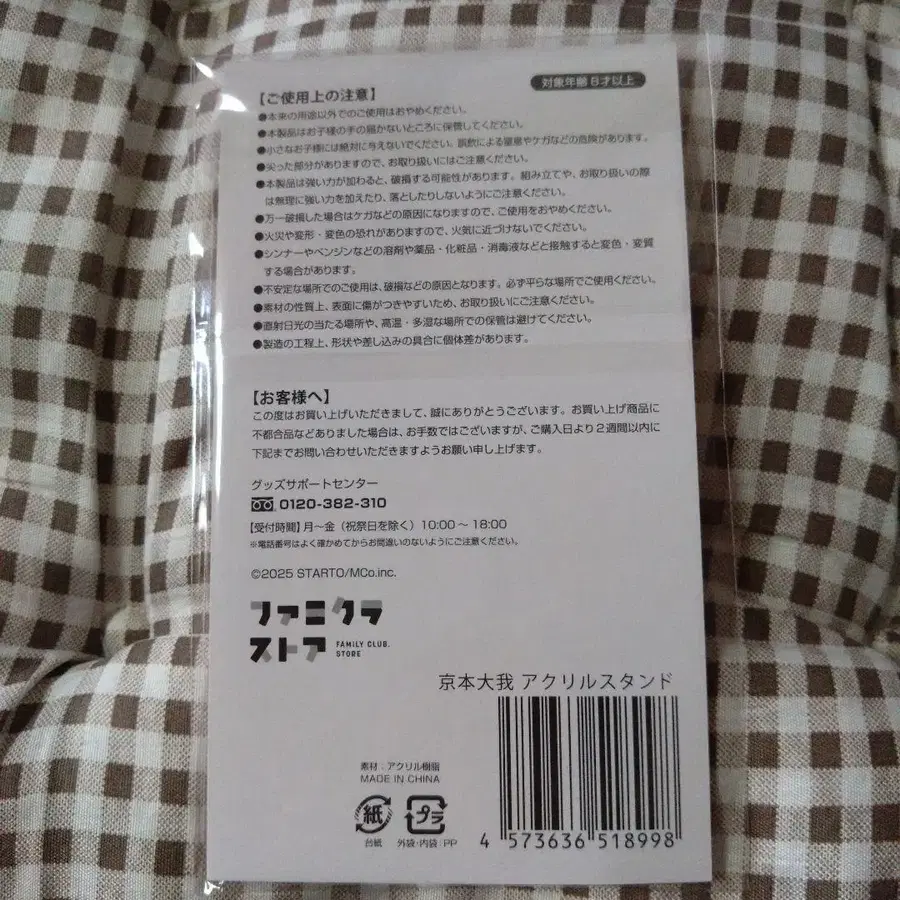 対象年齢 8才以上
【ご使用上の注意】
●本来の用途以外でのご使用はおやめください。
●本製品はお子様の手の届かないところに保管してください。
●小さなお子様には絶対に与えないでください。誤飲による窒息やケガなどの危険があります。
●尖った部分がありますので、お取り扱いにはご注意ください。
●本製品は強い力が加わると、破損する可能性があります。組み立てや、お取り扱いの際
は無理に強い力を加えたり、落としたりしないようにご注意ください。
●万一破損した場合はケガなどの原因になりますので、ご使用をおやめください。
●火災や変形・変色の恐れがありますので、火気に近づけないでください。
●シンナーやベンジンなどの溶剤や薬品・化粧品・消毒液などと接触すると変色・変質
する場合があります。
●不安定な場所でのご使用は、破損などの原因となります。必ず平らな場所でご使用ください。
●素材の性質上、表面に傷がつきやすいため、お取り扱いにご注意ください。
●直射日光の当たる場所や、高温・多湿な場所での保管は避けてください。
●製造の工程上、形状や差し込みの具合に個体差があります。
【お客様へ】
この度はお買い上げいただきまして、誠にありがとうございます。お買い上げ商品に
不都合品などありました場合は、お手数ではございますが、ご購入日より2週間以内に
下記までお問い合わせいただきますようお願い申し上げます。
グッズサポートセンター
0120-382-310
【受付時間】月～金（祝祭日を除く）10:00～18:00
※電話番号はよく確かめてからお間違いのないようにご注意ください。
©2025 STARTO/MCo.inc.
ファミクラ
ストア FAMILY CLUB. STORE
京本大我 アクリルスタンド
素材：アクリル樹脂
MADE IN CHINA
紙 プラ
台紙 外袋・内袋：PP
4 573636 518998